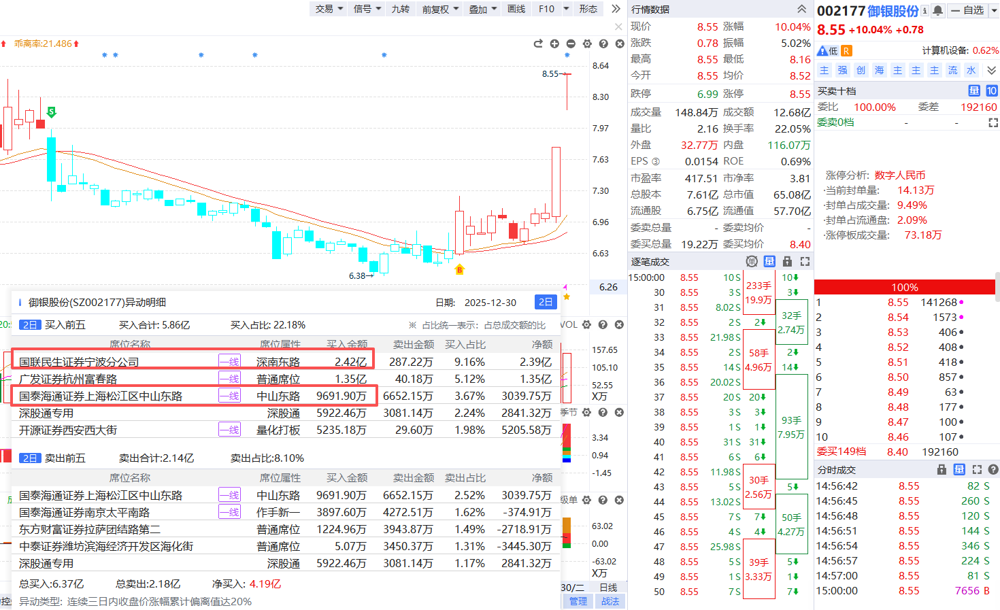 交易 信号 九转 前复权 叠加 画线 F10 形态
乖离率:21.486
8.64
8.55
8.30
S
7.97
7.63
7.30
6.96
6.63
6.38
B
6.26
御银股份(SZ002177)异动明细 日期: 2025-12-30 2日
2日 买入前五 买入合计: 5.86亿 买入占比: 22.18% ※ 占比统一表示: 占总成交额的比
席位名称 席位属性 买入金额 卖出金额 买入占比 净额
国联民生证券宁波分公司 一线 深南东路 2.42亿 287.22万 9.16% 2.39亿
广发证券杭州富春路 一线 普通席位 1.35亿 40.18万 5.12% 1.35亿
国泰海通证券上海松江区中山东路 一线 中山东路 9691.90万 6652.15万 3.67% 3039.75万
深股通专用 深股通 5922.46万 3081.14万 2.24% 2841.32万
开源证券西安西大街 一线 量化打板 5235.18万 29.60万 1.98% 5205.58万
2日 卖出前五 卖出合计:2.14亿 卖出占比:8.10%
席位名称 席位属性 买入金额 卖出金额 卖出占比 净额
国泰海通证券上海松江区中山东路 一线 中山东路 9691.90万 6652.15万 2.52% 3039.75万
国泰海通证券南京太平南路 一线 作手新一 3897.60万 4272.51万 1.62% -374.91万
东方财富证券拉萨团结路第二 普通席位 1224.96万 3943.87万 1.49% -2718.91万
中泰证券潍坊滨海经济开发区海化街 普通席位 5.07万 3450.37万 1.31% -3445.30万
深股通专用 深股通 5922.46万 3081.14万 1.17% 2841.32万
总买入:6.37亿 总卖出:2.18亿 净买入: 4.19亿
异动类型: 连续三日内收盘价涨幅累计偏离值达20%
VOL
157.65
105.10
52.55
X万
季节
3.34
0.94
-1.45
级单
63.02
0.00
-63.02
X万
30/二 日线
管理 战法
行情数据
现价 8.55 涨幅 10.04%
涨跌 0.78 振幅 5.02%
最高 8.55 最低 8.16
今开 8.55 均价 8.52
跌停 6.99 涨停 8.55
成交量 148.84万 成交额 12.68亿
量比 2.16 换手率 22.05%
外盘 32.77万 内盘 116.07万
EPS ③ 0.0154 ROE 0.69%
市盈率 417.51 市净率 3.81
总股本 7.61亿 总市值 65.08亿
流通股 6.75亿 流通值 57.70亿
委卖总量 - 委卖均价 -
委买总量 19.22万 委买均价 8.40
逐笔成交 单 量
15:00:00 8.55 10 S 10
30 8.55 3 S 3
31 8.55 8.02 S
32 8.55 2 S 2
33 8.55 21.98 S
34 8.55 2 S 2
35 8.55 14 S 14
36 8.55 20.02 S
37 8.55 20 S 20
38 8.55 3 S 3
39 8.55 1 S 1
40 8.55 31 S 31
41 8.55 6 S 6
42 8.55 11.98 S
43 8.55 5 S 5
44 8.55 13.02 S
45 8.55 7 S 7
46 8.55 4 S 4
47 8.55 25.98 S
48 8.55 5 S 5
49 8.55 1 S 1
50 8.55 7 S 7
233手
19.9万
32手
2.74万
58手
4.96万
93手
7.95万
30手
2.56万
50手
4.27万
39手
3.33万
002177 御银股份 自选
8.55 +10.04% +0.78
低 R 计算机设备: 0.62%
主 强 创 海 主 主 主 流 水
买卖十档 量 10
委比 100.00% 委差 192160
委卖0档 - -
涨停分析: 数字人民币
·当前封单量: 14.13万
·封单占成交量: 9.49%
·封单占流通盘: 2.09%
·涨停板成交量: 73.18万
100%
1 8.55 141268
2 8.54 1573
3 8.53 406
4 8.52 408
5 8.51 418
6 8.50 857
7 8.49 63
8 8.48 177
9 8.47 100
10 8.46 107
委买149档 8.40 192160
分时成交 量
14:56:42 8.55 82 S
14:56:45 8.55 260 S
14:56:48 8.55 120 S
14:56:51 8.55 144 S
14:56:54 8.55 346 S
14:56:57 8.55 224 S
14:57:00 8.55 81 S
15:00:00 8.55 7656 B